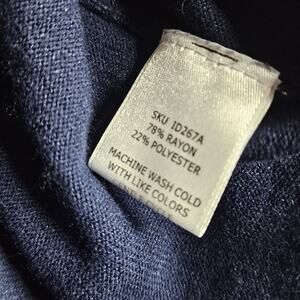 SKU ID267A
78% RAYON
22% POLYESTER
MACHINE WASH COLD
WITH LIKE COLORS